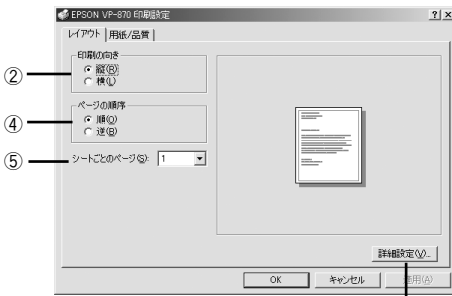 EPSON VP-870 印刷設定
レイアウト 用紙/品質
印刷の向き
② 縦(R)
横(L)
ページの順序
④ 順(O)
逆(B)
⑤ シートごとのページ(S): 1
詳細設定(V)...
OK キャンセル 適用(A)